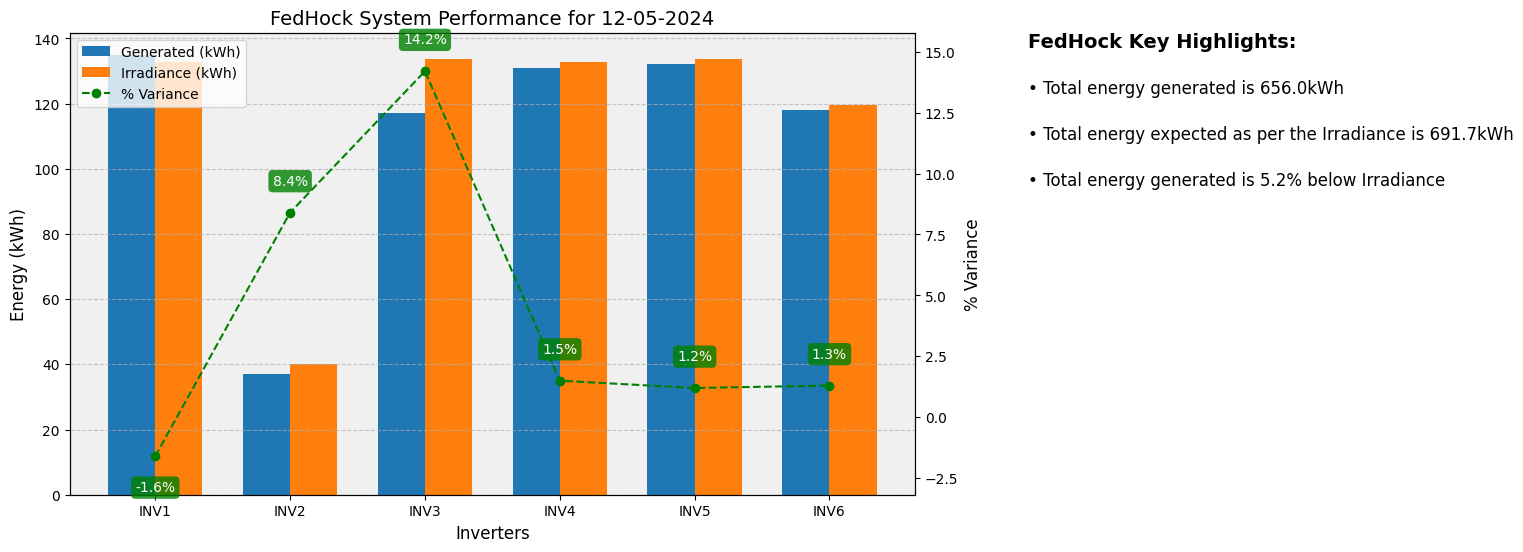 FedHock System Performance for 12-05-2024
Generated (kWh)
Irradiance (kWh)
% Variance
Energy (kWh)
140
120
100
80
60
40
20
0
-1.6%
8.4%
14.2%
1.5%
1.2%
1.3%
15.0
12.5
10.0
7.5
5.0
2.5
0.0
−2.5
% Variance
INV1 INV2 INV3 INV4 INV5 INV6
Inverters
FedHock Key Highlights:
• Total energy generated is 656.0kWh
• Total energy expected as per the Irradiance is 691.7kWh
• Total energy generated is 5.2% below Irradiance